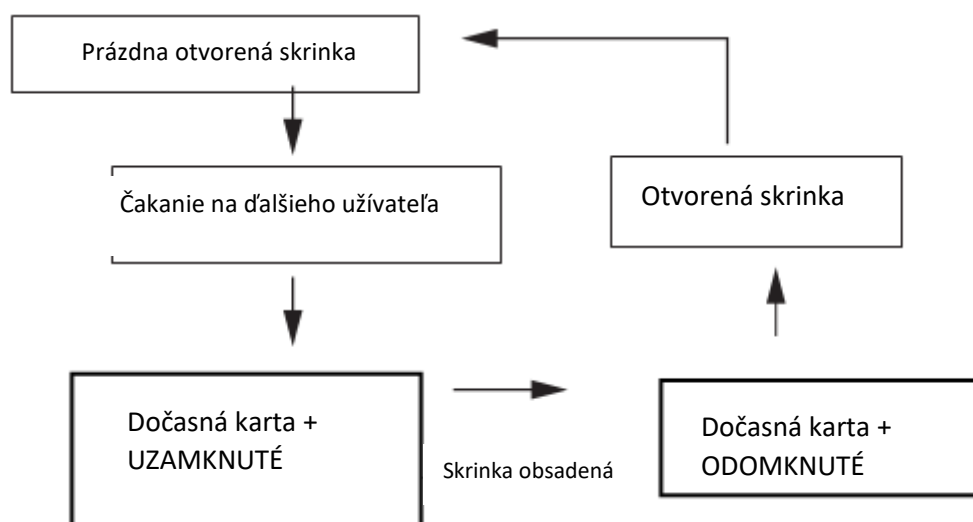 Prázdna otvorená skrinka
Čakanie na ďalšieho užívateľa
Otvorená skrinka
Dočasná karta +
UZAMKNUTÉ
Skrinka obsadená
Dočasná karta +
ODOMKNUTÉ